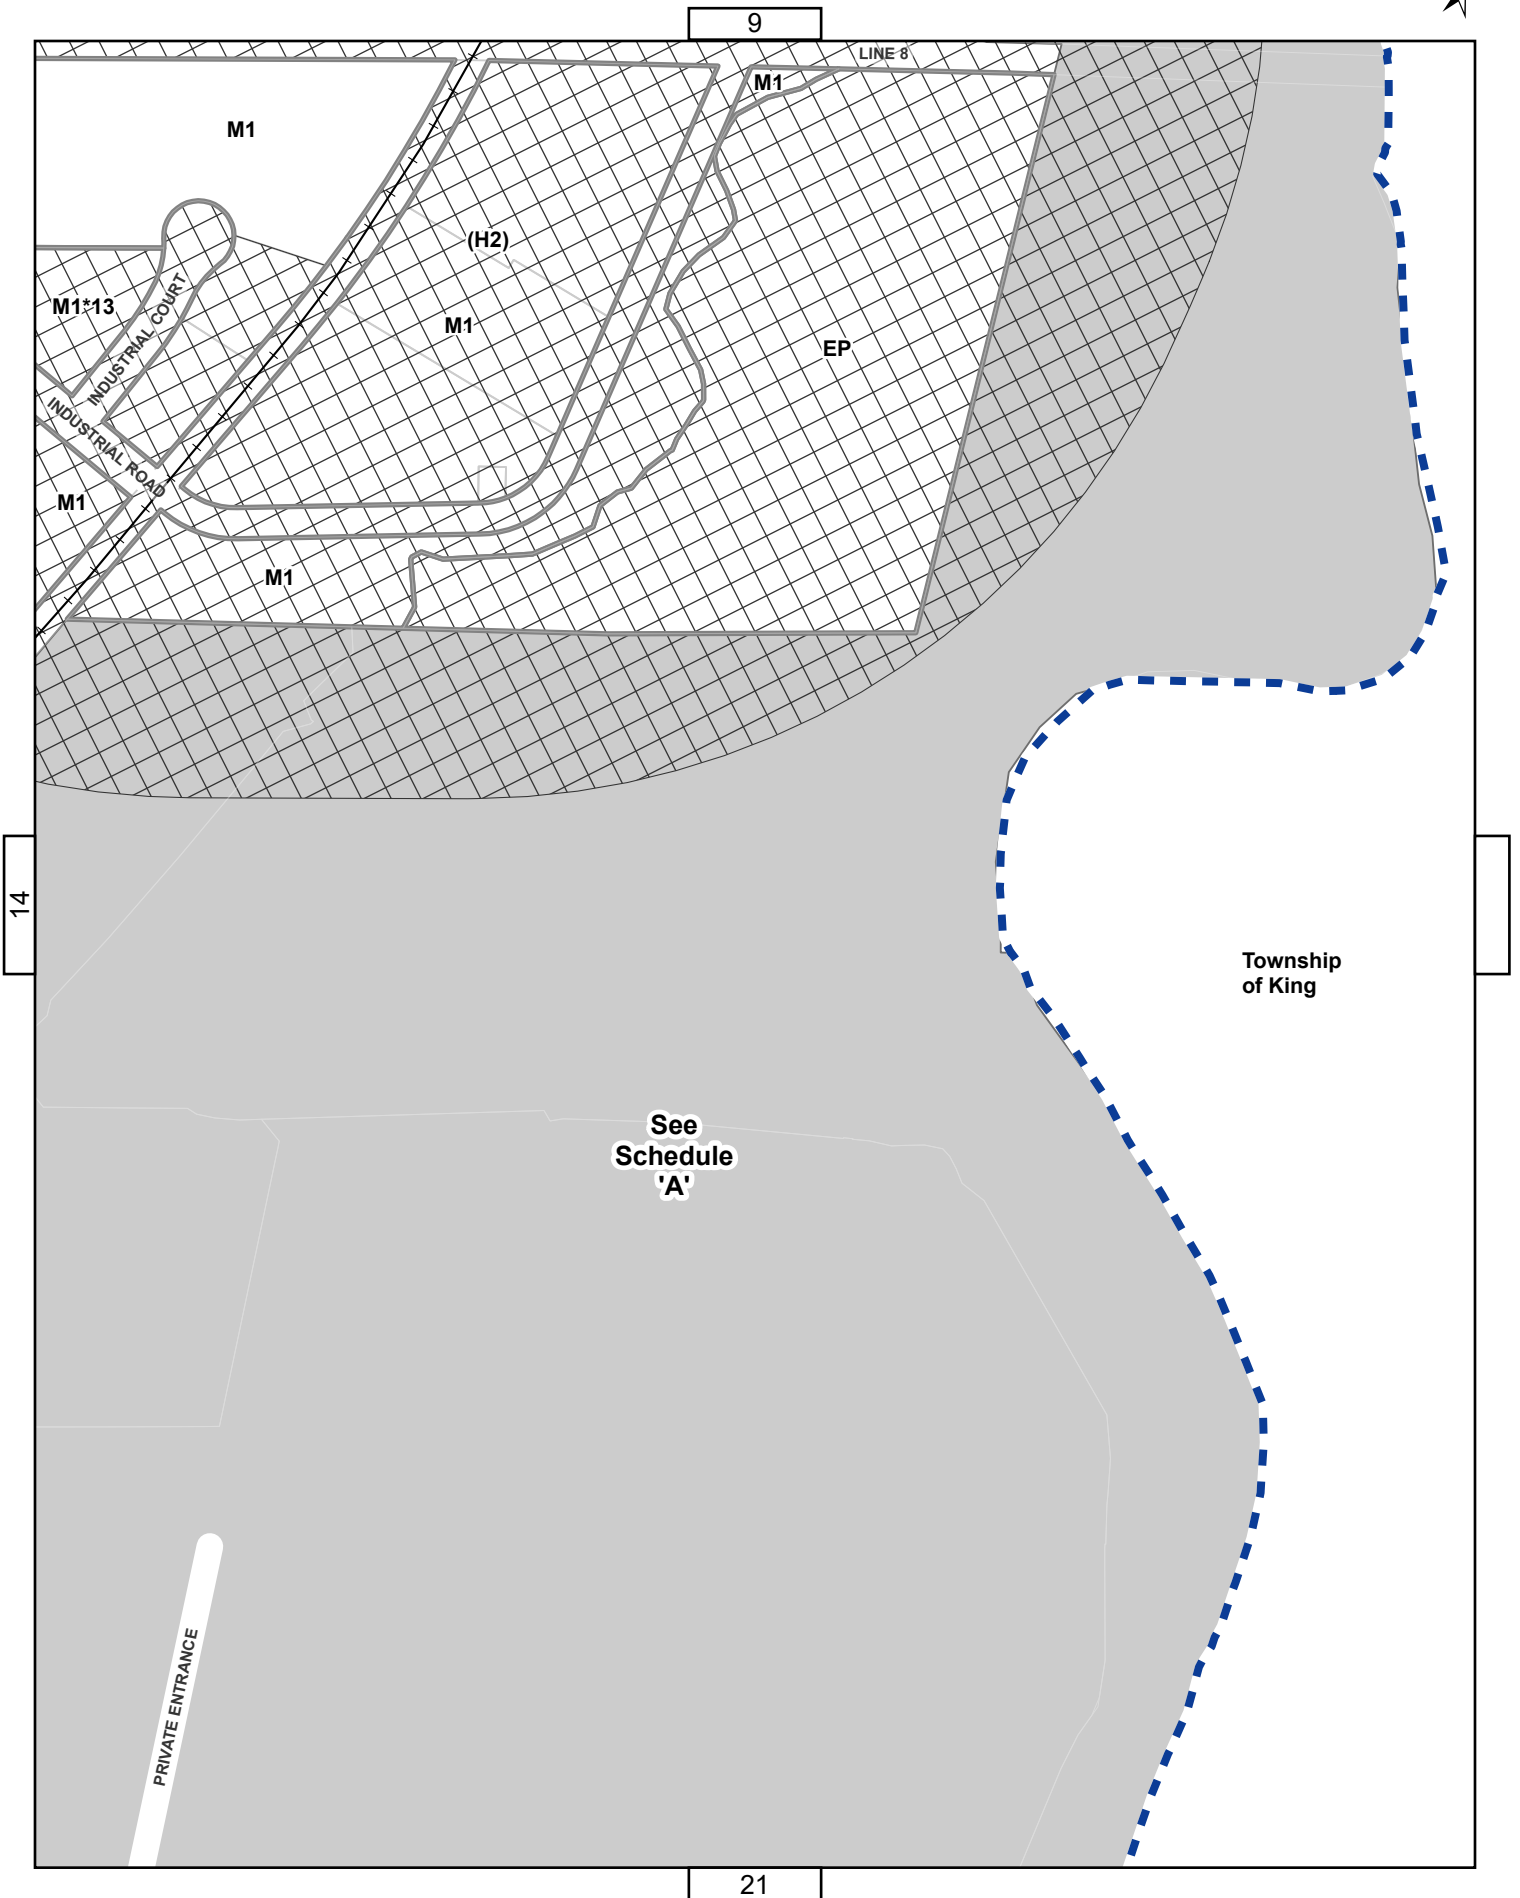 9
LINE 8
M1
M1
(H2)
M1*13
INDUSTRIAL COURT
M1
EP
INDUSTRIAL ROAD
M1
M1
14
Township
of King
See
Schedule
'A'
PRIVATE ENTRANCE
21